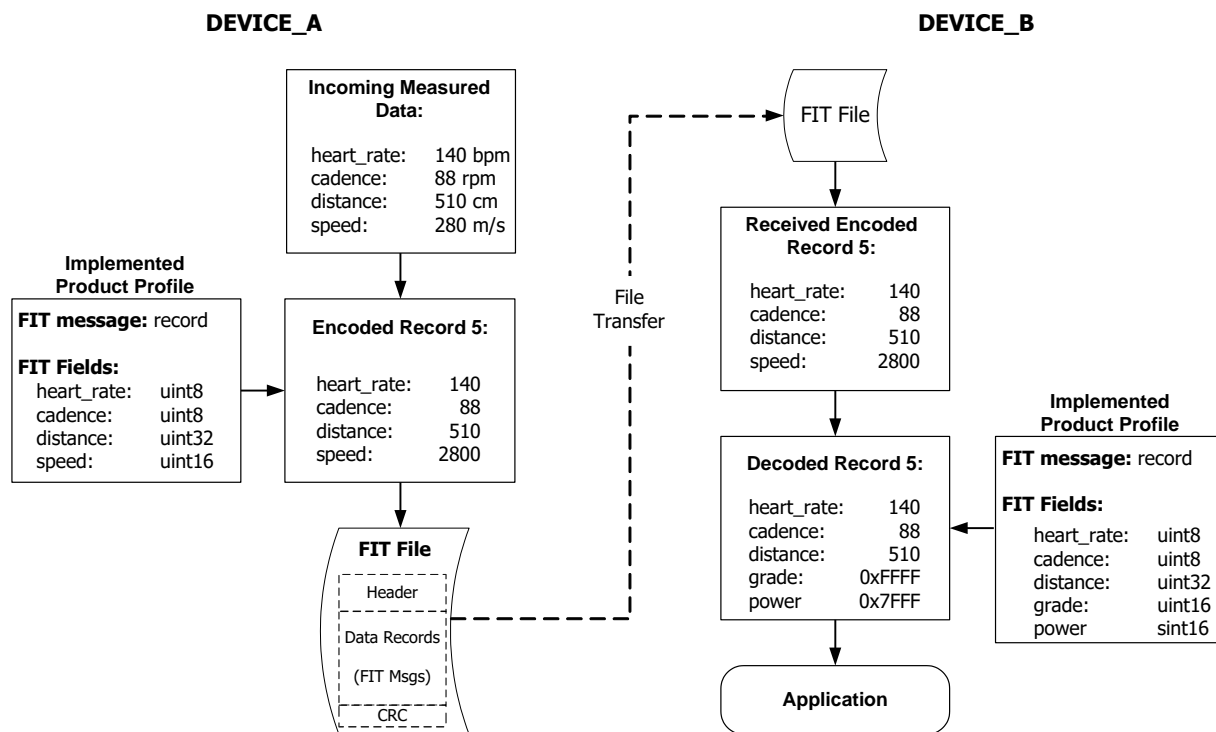 DEVICE_A
Incoming Measured
Data:
heart_rate: 140 bpm
cadence: 88 rpm
distance: 510 cm
speed: 280 m/s
Implemented
Product Profile
FIT message: record
FIT Fields:
heart_rate: uint8
cadence: uint8
distance: uint32
speed: uint16
Encoded Record 5:
heart_rate: 140
cadence: 88
distance: 510
speed: 2800
FIT File
Header
Data Records
(FIT Msgs)
CRC
File
Transfer
DEVICE_B
FIT File
Received Encoded
Record 5:
heart_rate: 140
cadence: 88
distance: 510
speed: 2800
Decoded Record 5:
heart_rate: 140
cadence: 88
distance: 510
grade: 0xFFFF
power 0x7FFF
Implemented
Product Profile
FIT message: record
FIT Fields:
heart_rate: uint8
cadence: uint8
distance: uint32
grade: uint16
power sint16
Application